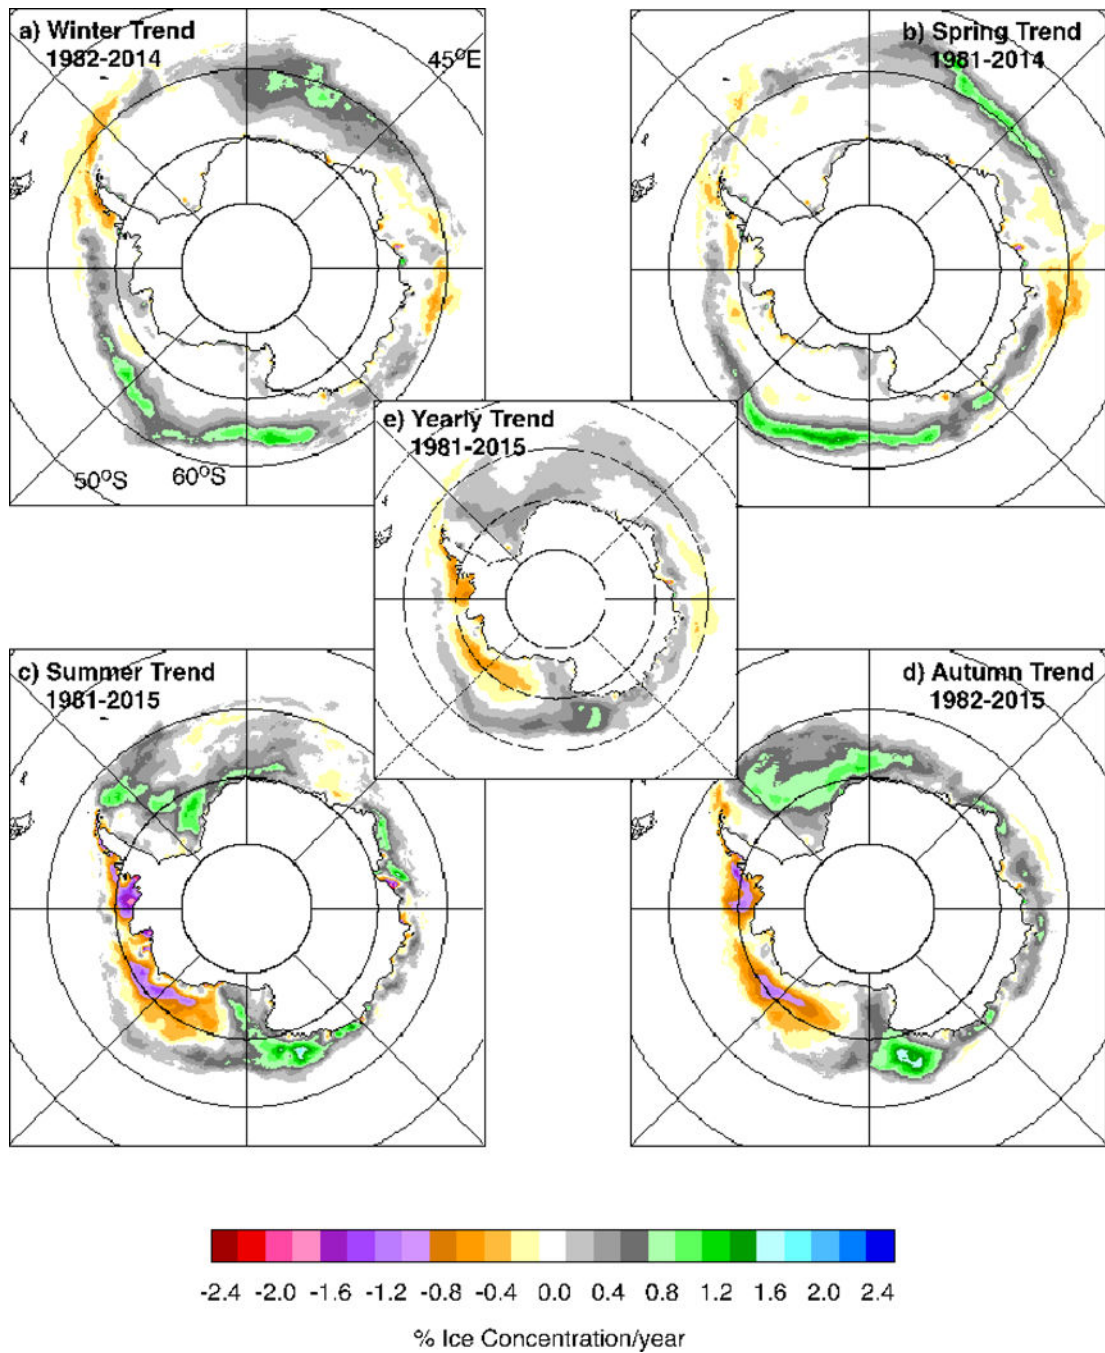 a) Winter Trend
1982-2014
45°E
50°S
60°S
b) Spring Trend
1981-2014
e) Yearly Trend
1981-2015
c) Summer Trend
1981-2015
d) Autumn Trend
1982-2015
-2.4 -2.0 -1.6 -1.2 -0.8 -0.4 0.0 0.4 0.8 1.2 1.6 2.0 2.4
% Ice Concentration/year